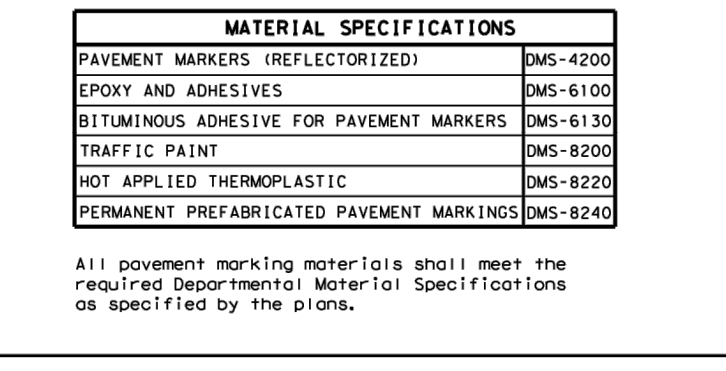 MATERIAL SPECIFICATIONS
PAVEMENT MARKERS (REFLECTORIZED) DMS-4200
EPOXY AND ADHESIVES DMS-6100
BITUMINOUS ADHESIVE FOR PAVEMENT MARKERS DMS-6130
TRAFFIC PAINT DMS-8200
HOT APPLIED THERMOPLASTIC DMS-8220
PERMANENT PREFABRICATED PAVEMENT MARKINGS DMS-8240
All pavement marking materials shall meet the
required Departmental Material Specifications
as specified by the plans.